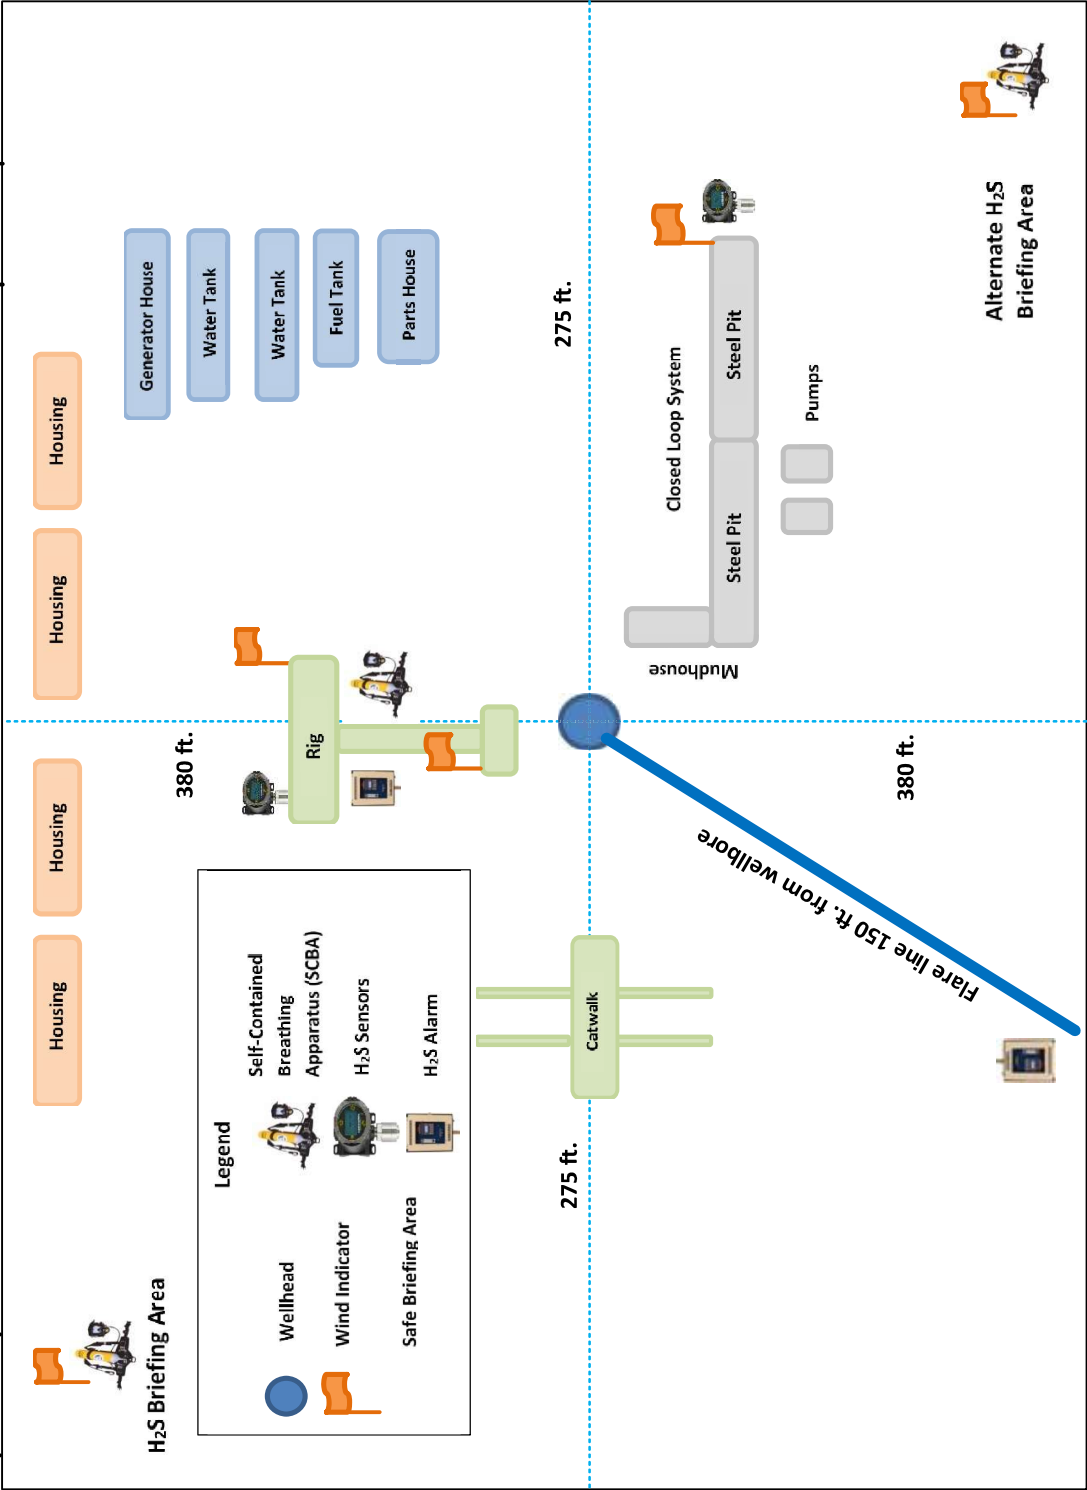 Housing
Housing
Housing
Housing
H₂S Briefing Area
380 ft.
Rig
Generator House
Water Tank
Water Tank
Fuel Tank
Parts House
Legend
Wellhead
Wind Indicator
Safe Briefing Area
Self-Contained
Breathing
Apparatus (SCBA)
H₂S Sensors
H₂S Alarm
275 ft.
Catwalk
275 ft.
Mudhouse
Closed Loop System
Steel Pit
Steel Pit
Pumps
Flare line 150 ft. from wellbore
380 ft.
Alternate H₂S
Briefing Area